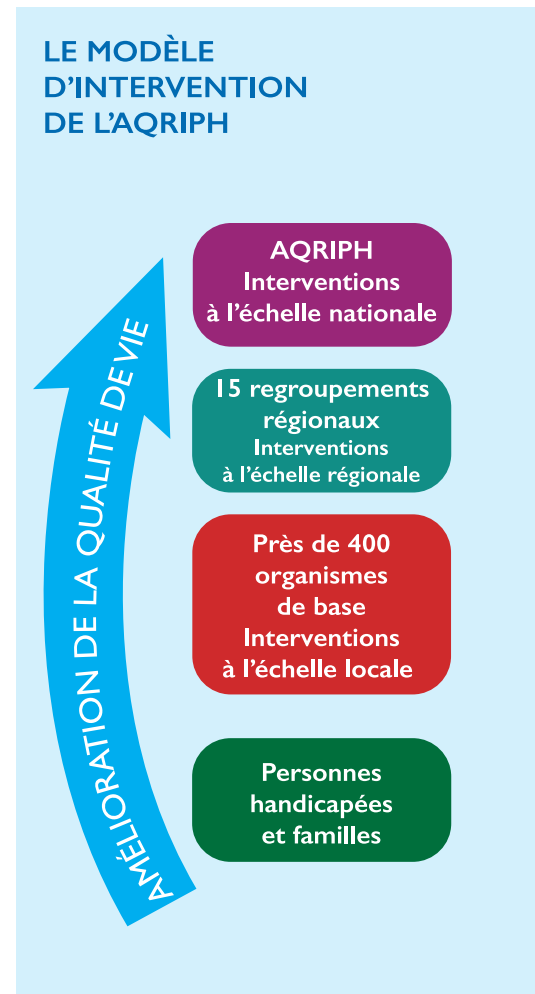 LE MODÈLE
D'INTERVENTION
DE L'AQRIPH
AQRIPH
Interventions
à l'échelle nationale
15 regroupements
régionaux
Interventions
à l'échelle régionale
Près de 400
organismes
de base
Interventions
à l'échelle locale
Personnes
handicapées
et familles
AMÉLIORATION DE LA QUALITÉ DE VIE